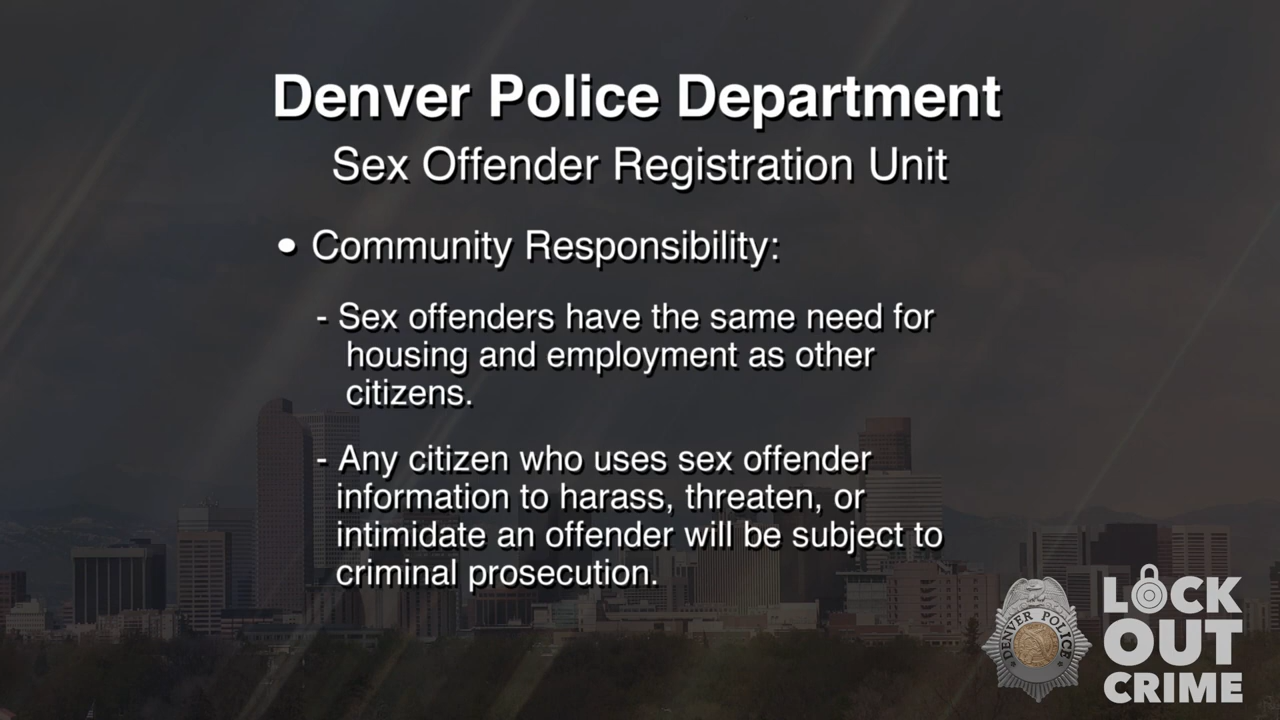 Denver Police Department
Sex Offender Registration Unit
• Community Responsibility:
- Sex offenders have the same need for
housing and employment as other
citizens.
- Any citizen who uses sex offender
information to harass, threaten, or
intimidate an offender will be subject to
criminal prosecution.
DENVER POLICE
LOCK
OUT
CRIME